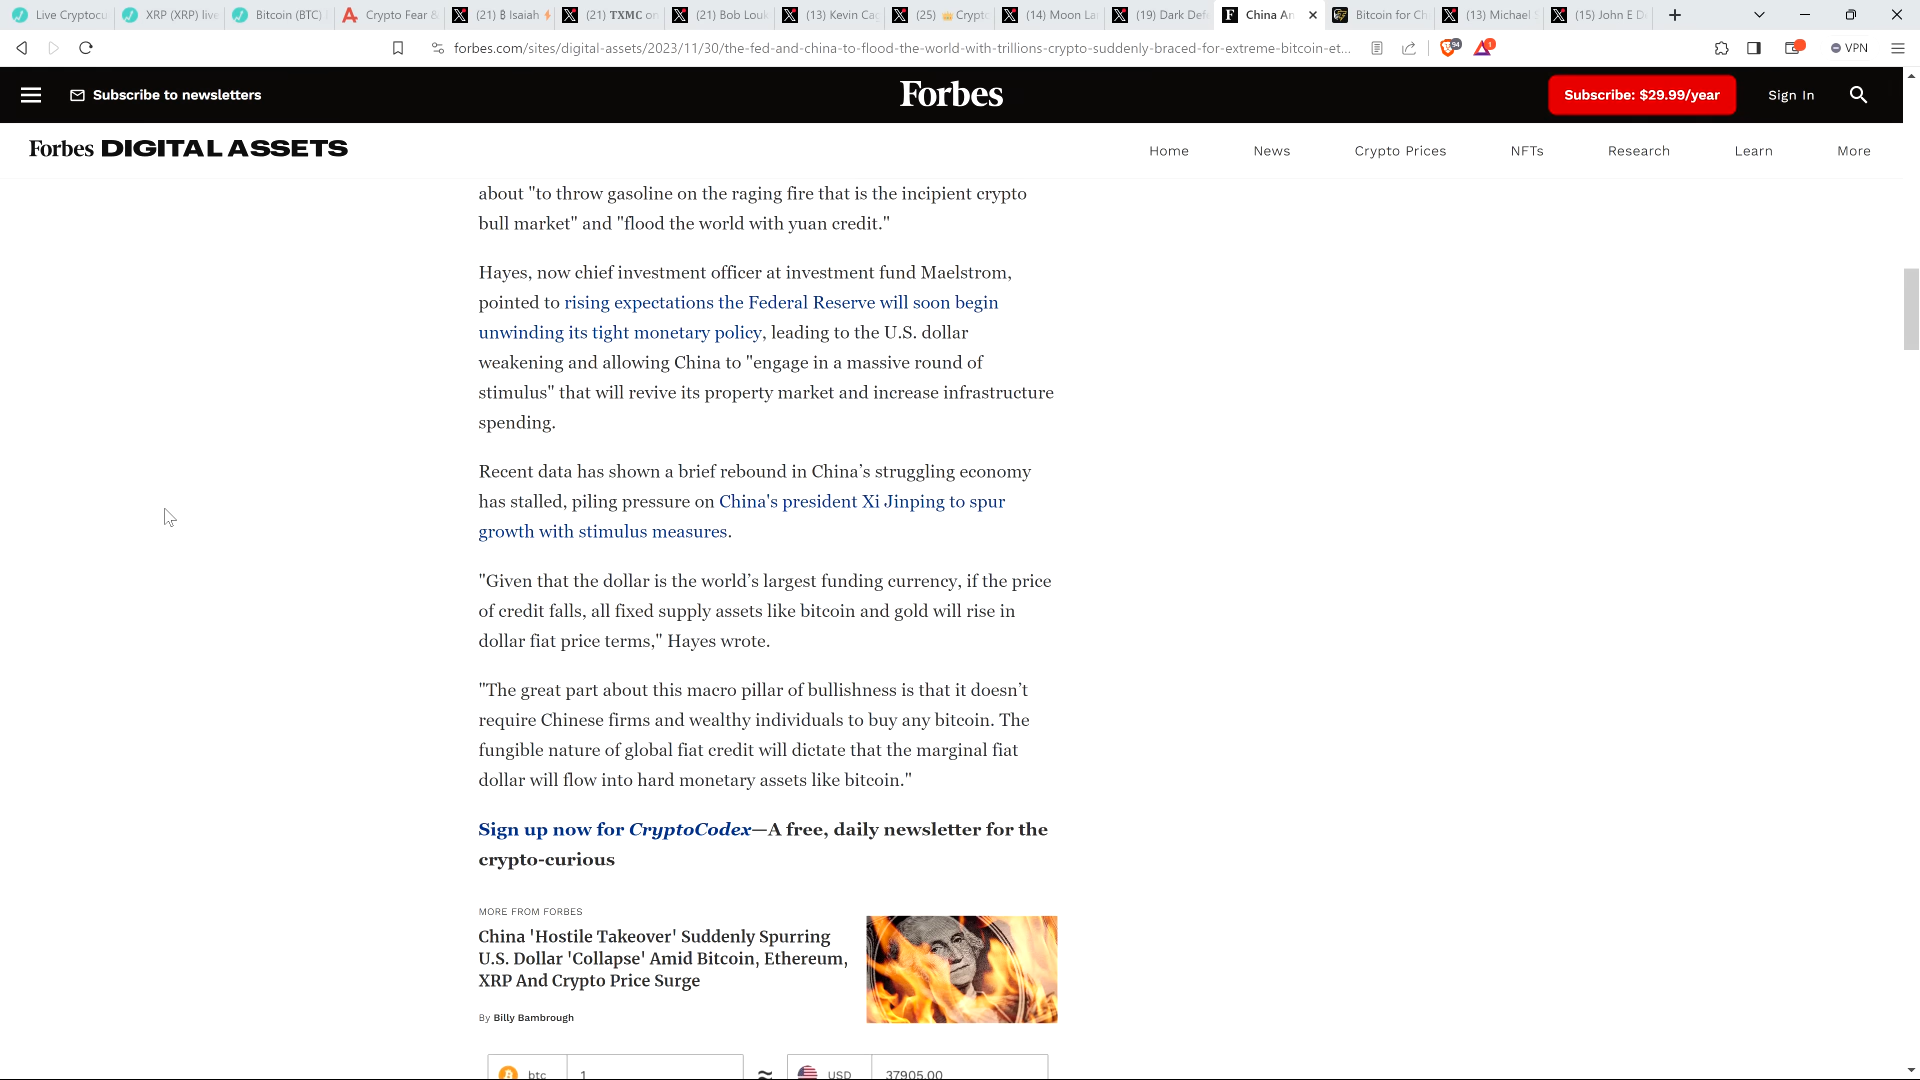 Live Cryptocu
XRP (XRP) live
Bitcoin (BTC)
Crypto Fear &
(21) ₿ Isaiah
(21) TXMC on
(21) Bob Louk
(13) Kevin Cag
(25) Crypto
(14) Moon La
(19) Dark Defe
China An
Bitcoin for Ch
(13) Michael S
(15) John E De
forbes.com/sites/digital-assets/2023/11/30/the-fed-and-china-to-flood-the-world-with-trillions-crypto-suddenly-braced-for-extreme-bitcoin-et...
94
1
VPN
Subscribe to newsletters
Forbes
Subscribe: $29.99/year
Sign In
Forbes DIGITAL ASSETS
Home
News
Crypto Prices
NFTs
Research
Learn
More
about "to throw gasoline on the raging fire that is the incipient crypto
bull market" and "flood the world with yuan credit."
Hayes, now chief investment officer at investment fund Maelstrom,
pointed to rising expectations the Federal Reserve will soon begin
unwinding its tight monetary policy, leading to the U.S. dollar
weakening and allowing China to "engage in a massive round of
stimulus" that will revive its property market and increase infrastructure
spending.
Recent data has shown a brief rebound in China’s struggling economy
has stalled, piling pressure on China's president Xi Jinping to spur
growth with stimulus measures.
"Given that the dollar is the world’s largest funding currency, if the price
of credit falls, all fixed supply assets like bitcoin and gold will rise in
dollar fiat price terms," Hayes wrote.
"The great part about this macro pillar of bullishness is that it doesn’t
require Chinese firms and wealthy individuals to buy any bitcoin. The
fungible nature of global fiat credit will dictate that the marginal fiat
dollar will flow into hard monetary assets like bitcoin."
Sign up now for CryptoCodex—A free, daily newsletter for the
crypto-curious
MORE FROM FORBES
China 'Hostile Takeover' Suddenly Spurring
U.S. Dollar 'Collapse' Amid Bitcoin, Ethereum,
XRP And Crypto Price Surge
By Billy Bambrough
btc
1
≈
USD
37905.00